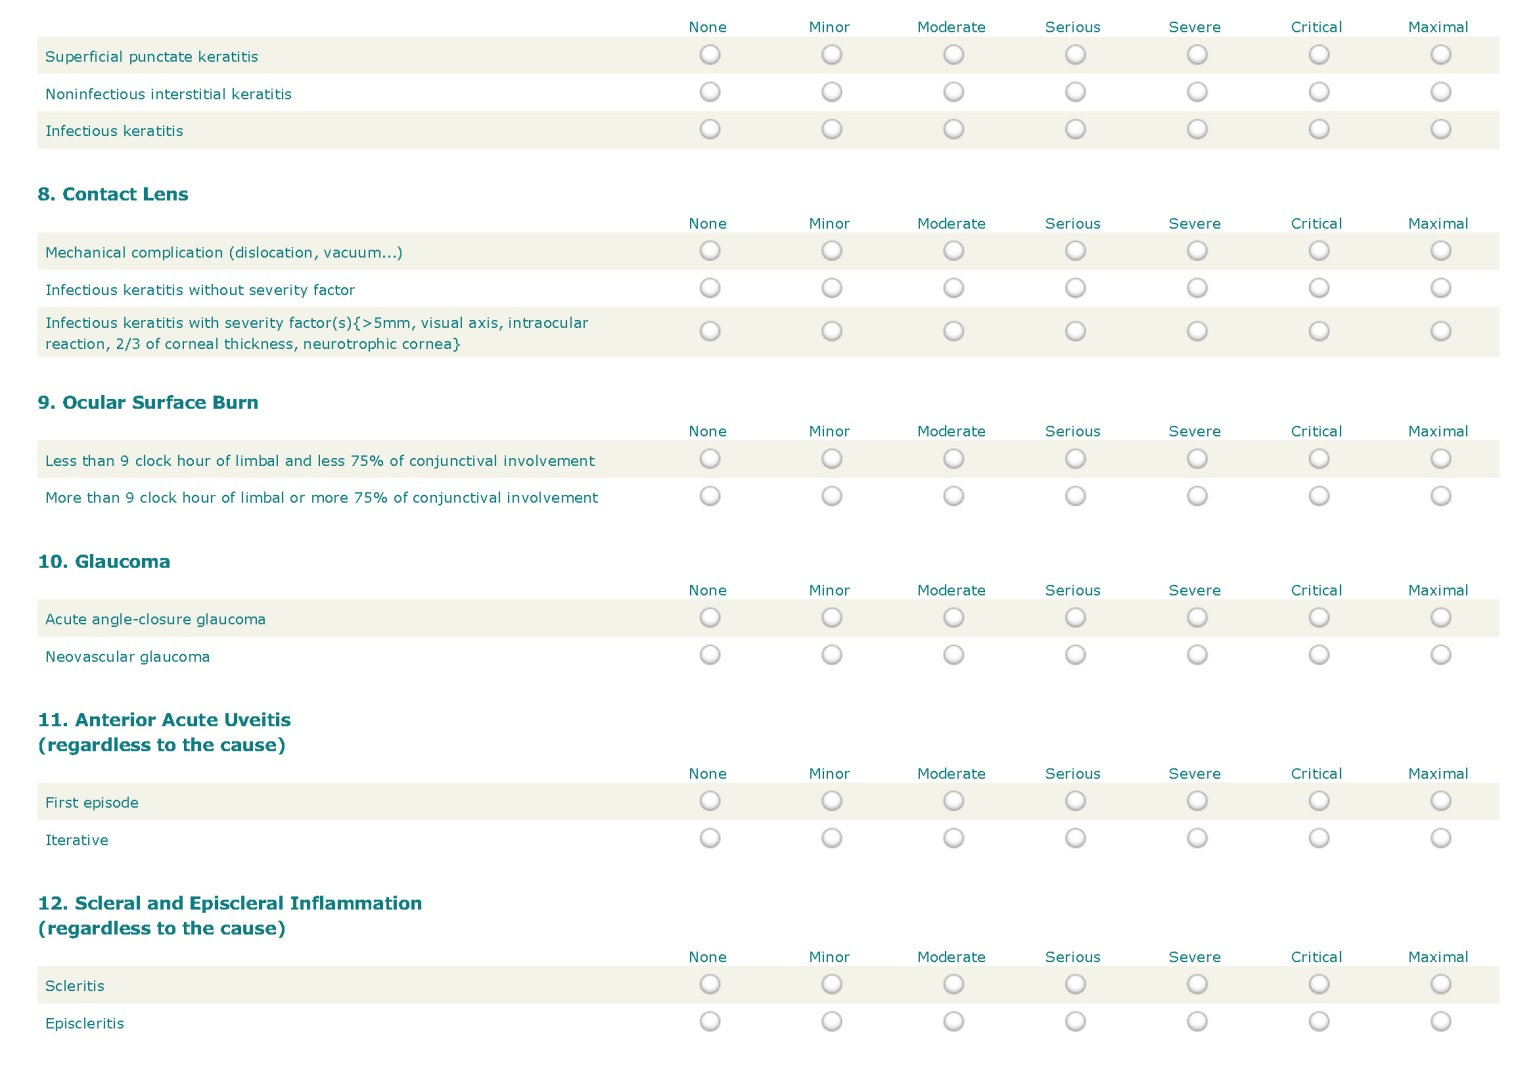 None Minor Moderate Serious Severe Critical Maximal
Superficial punctate keratitis
Noninfectious interstitial keratitis
Infectious keratitis
8. Contact Lens
None Minor Moderate Serious Severe Critical Maximal
Mechanical complication (dislocation, vacuum...)
Infectious keratitis without severity factor
Infectious keratitis with severity factor(s){>5mm, visual axis, intraocular
reaction, 2/3 of corneal thickness, neurotrophic cornea}
9. Ocular Surface Burn
None Minor Moderate Serious Severe Critical Maximal
Less than 9 clock hour of limbal and less 75% of conjunctival involvement
More than 9 clock hour of limbal or more 75% of conjunctival involvement
10. Glaucoma
None Minor Moderate Serious Severe Critical Maximal
Acute angle-closure glaucoma
Neovascular glaucoma
11. Anterior Acute Uveitis
(regardless to the cause)
None Minor Moderate Serious Severe Critical Maximal
First episode
Iterative
12. Scleral and Episcleral Inflammation
(regardless to the cause)
None Minor Moderate Serious Severe Critical Maximal
Scleritis
Episcleritis